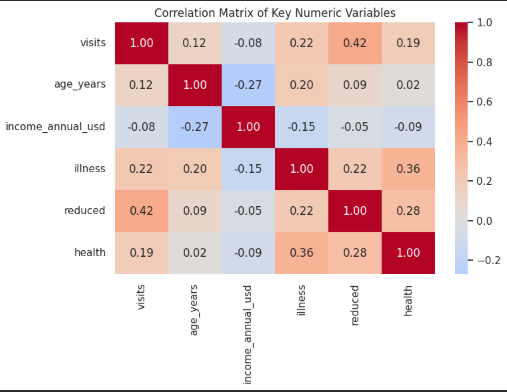 Correlation Matrix of Key Numeric Variables
visits 1.00 0.12 -0.08 0.22 0.42 0.19
age_years 0.12 1.00 -0.27 0.20 0.09 0.02
income_annual_usd -0.08 -0.27 1.00 -0.15 -0.05 -0.09
illness 0.22 0.20 -0.15 1.00 0.22 0.36
reduced 0.42 0.09 -0.05 0.22 1.00 0.28
health 0.19 0.02 -0.09 0.36 0.28 1.00
visits
age_years
income_annual_usd
illness
reduced
health
1.0
0.8
0.6
0.4
0.2
0.0
−0.2